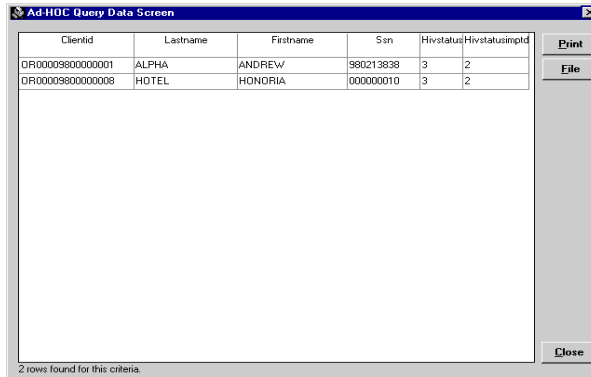 Ad-HOC Query Data Screen
Clientid Lastname Firstname Ssn Hivstatus Hivstatusimptd
OR00009800000001 ALPHA ANDREW 980213838 3 2
OR00009800000008 HOTEL HONORIA 000000010 3 2
Print
File
Close
2 rows found for this criteria.